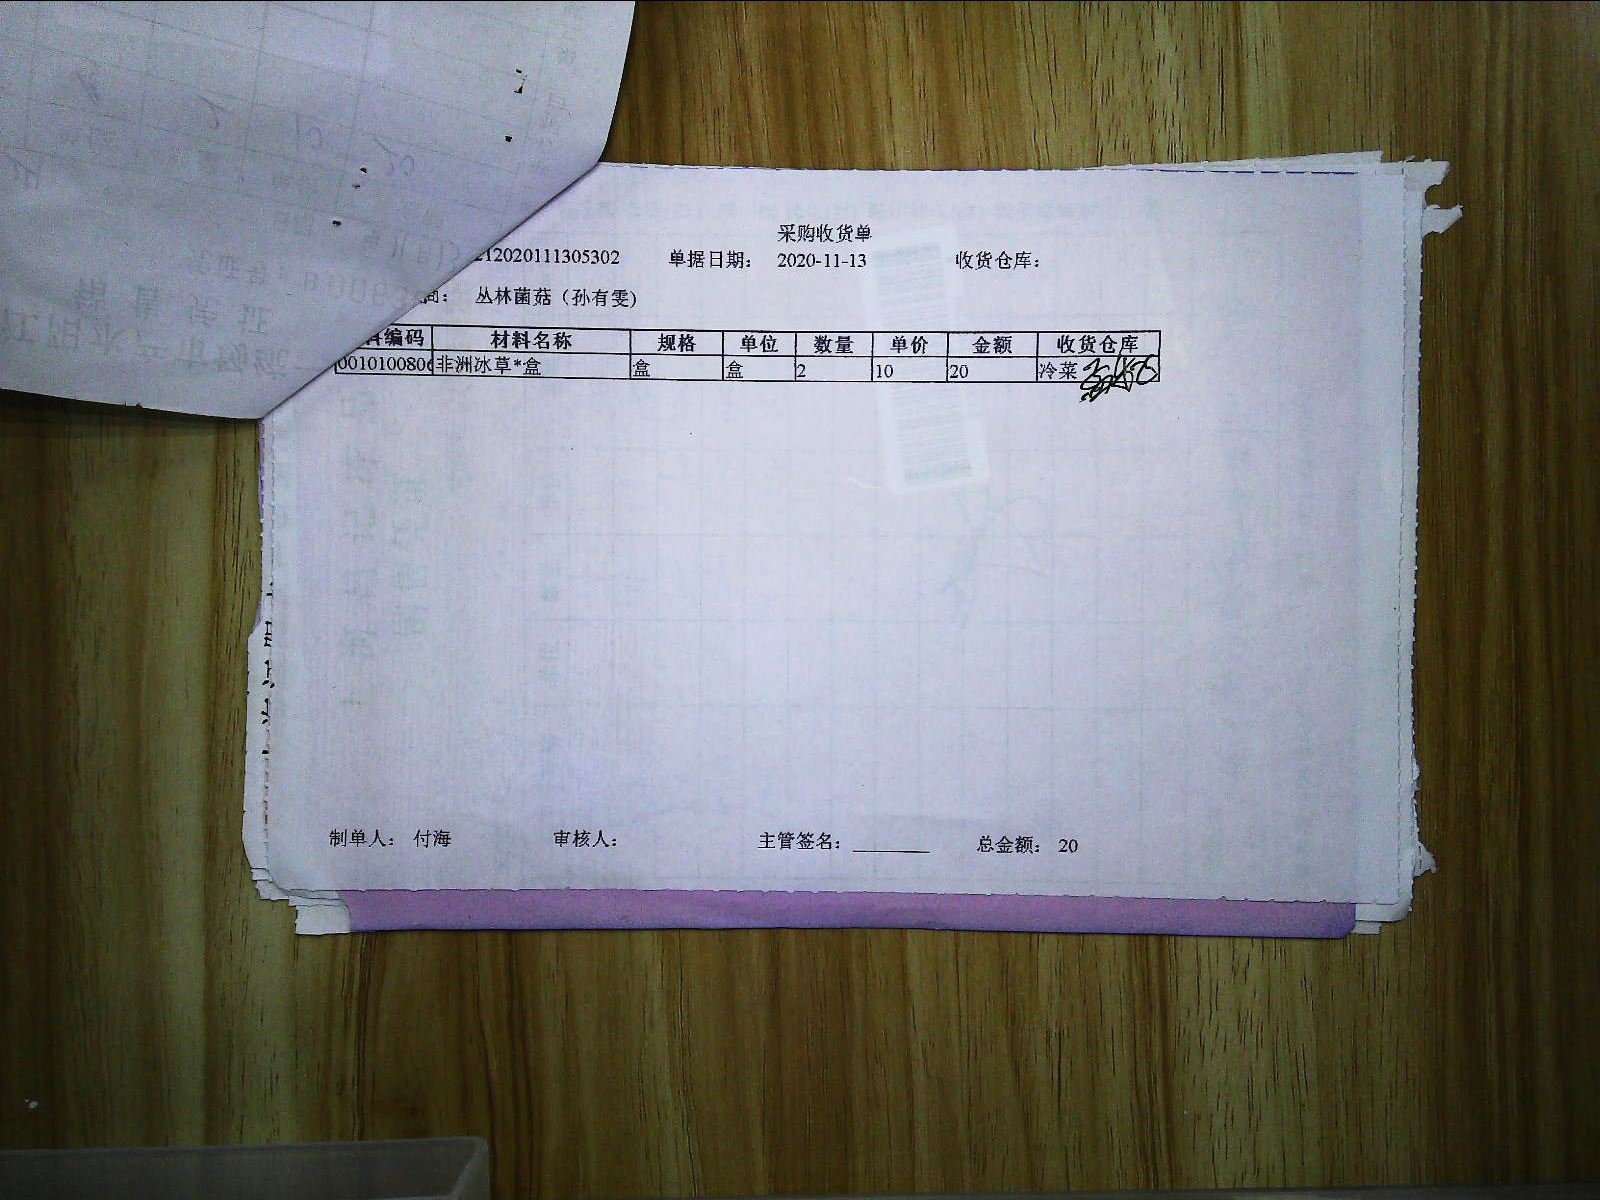 采购收货单
212020111305302 单据日期: 2020-11-13 收货仓库:
间: 丛林菌菇（孙有雯）
料编码 材料名称 规格 单位 数量 单价 金额 收货仓库
0010100806 非洲冰草*盒 盒 盒 2 10 20 冷菜
制单人: 付海 审核人: 主管签名: 总金额: 20